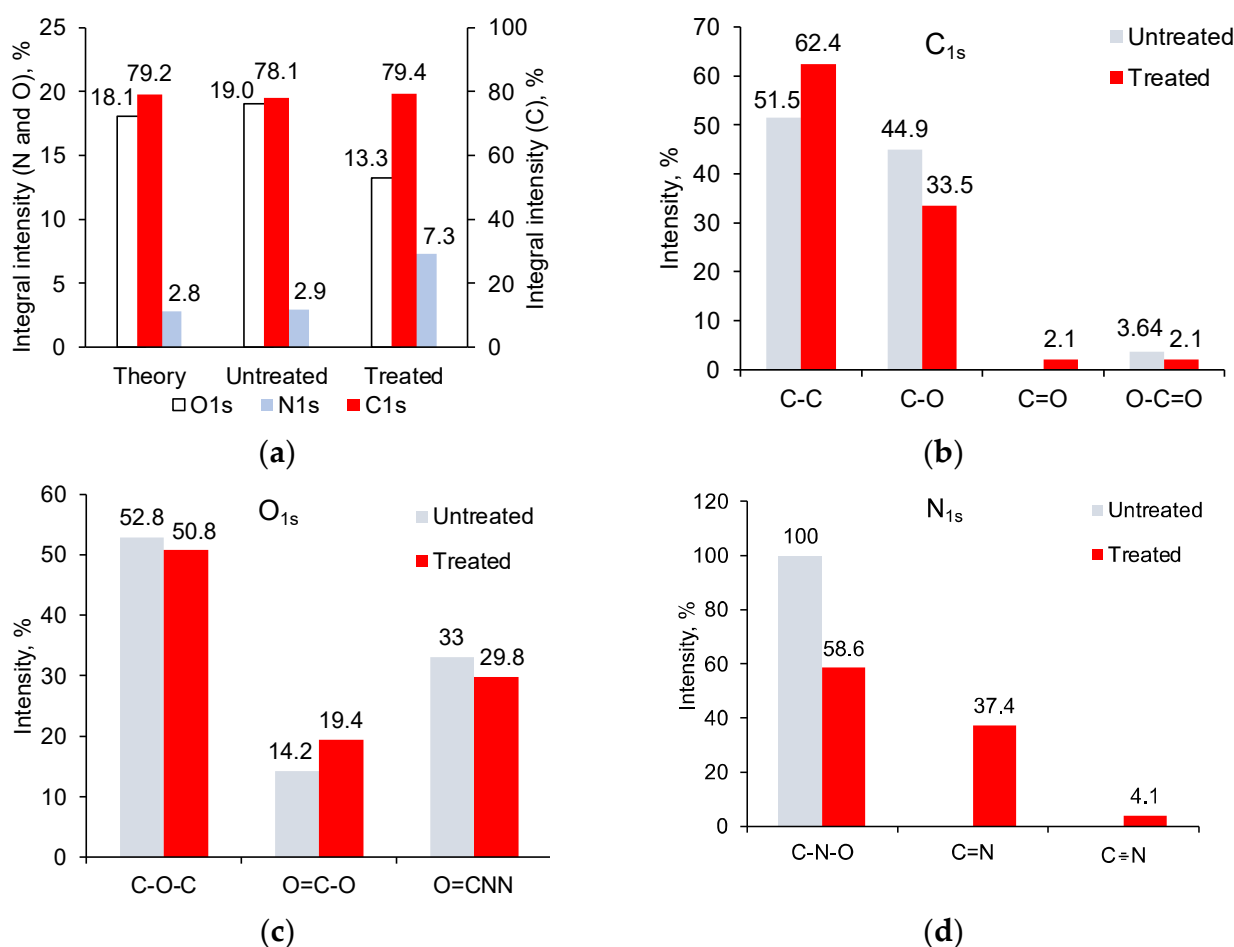 Integral intensity (N and O), %
25
20
15
10
5
0
18.1
79.2
2.8
19.0
78.1
2.9
13.3
79.4
7.3
100
80
60
40
20
0
Integral intensity (C), %
Theory Untreated Treated
O1s N1s C1s
(a)
C1s
Untreated
Treated
Intensity, %
70
60
50
40
30
20
10
0
51.5
62.4
44.9
33.5
2.1
3.64
2.1
C-C C-O C=O O-C=O
(b)
O1s
Untreated
Treated
Intensity, %
60
50
40
30
20
10
0
52.8
50.8
14.2
19.4
33
29.8
C-O-C O=C-O O=CNN
(c)
N1s
Untreated
Treated
Intensity, %
120
100
80
60
40
20
0
100
58.6
37.4
4.1
C-N-O C=N C≡N
(d)